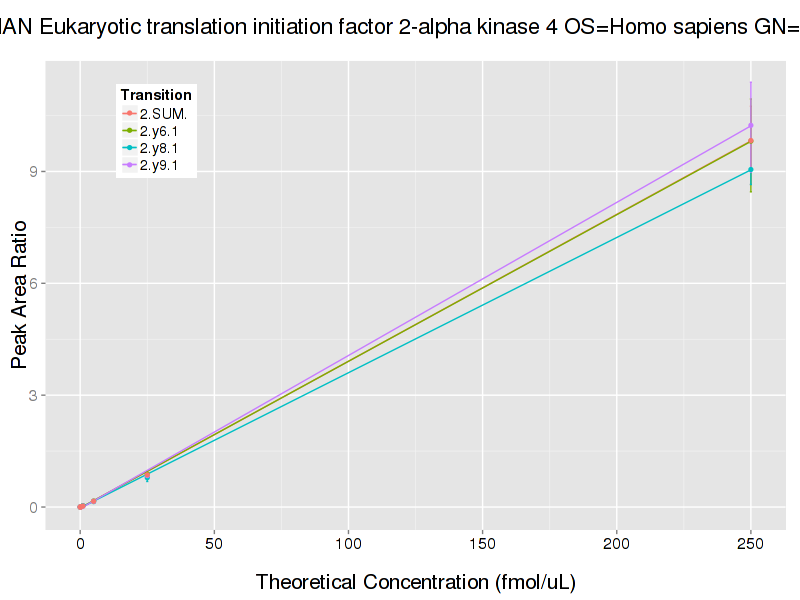 IAN Eukaryotic translation initiation factor 2-alpha kinase 4 OS=Homo sapiens GN=
Transition
2.SUM.
2.y6.1
2.y8.1
2.y9.1
9
6
3
0
Peak Area Ratio
0 50 100 150 200 250
Theoretical Concentration (fmol/uL)